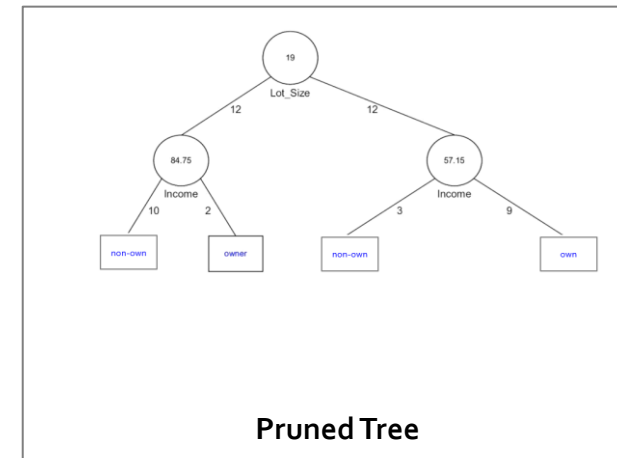 19
Lot_Size
12 12
84.75 57.15
Income Income
10 2 3 9
non-own owner non-own own
Pruned Tree